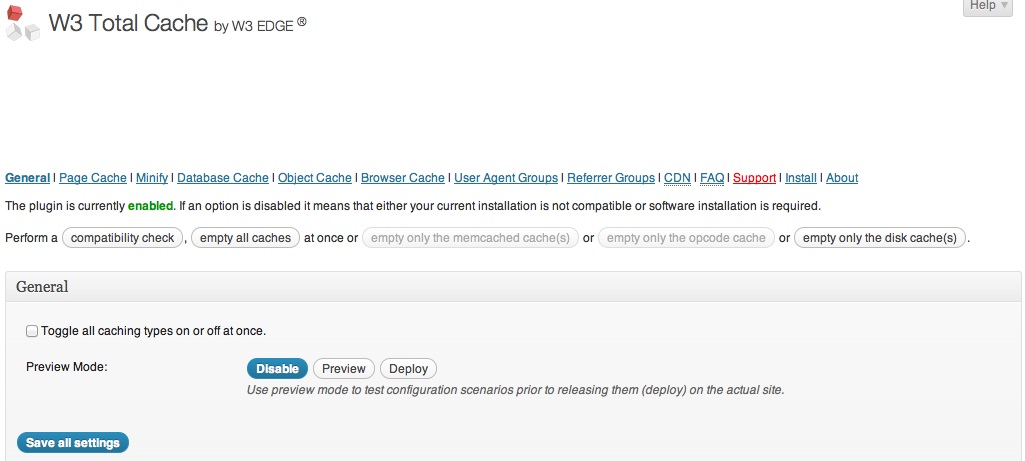 Help ▼
W3 Total Cache by W3 EDGE ®
General | Page Cache | Minify | Database Cache | Object Cache | Browser Cache | User Agent Groups | Referrer Groups | CDN | FAQ | Support | Install | About
The plugin is currently enabled. If an option is disabled it means that either your current installation is not compatible or software installation is required.
Perform a compatibility check , empty all caches at once or empty only the memcached cache(s) or empty only the opcode cache or empty only the disk cache(s) .
General
Toggle all caching types on or off at once.
Preview Mode: Disable Preview Deploy
Use preview mode to test configuration scenarios prior to releasing them (deploy) on the actual site.
Save all settings